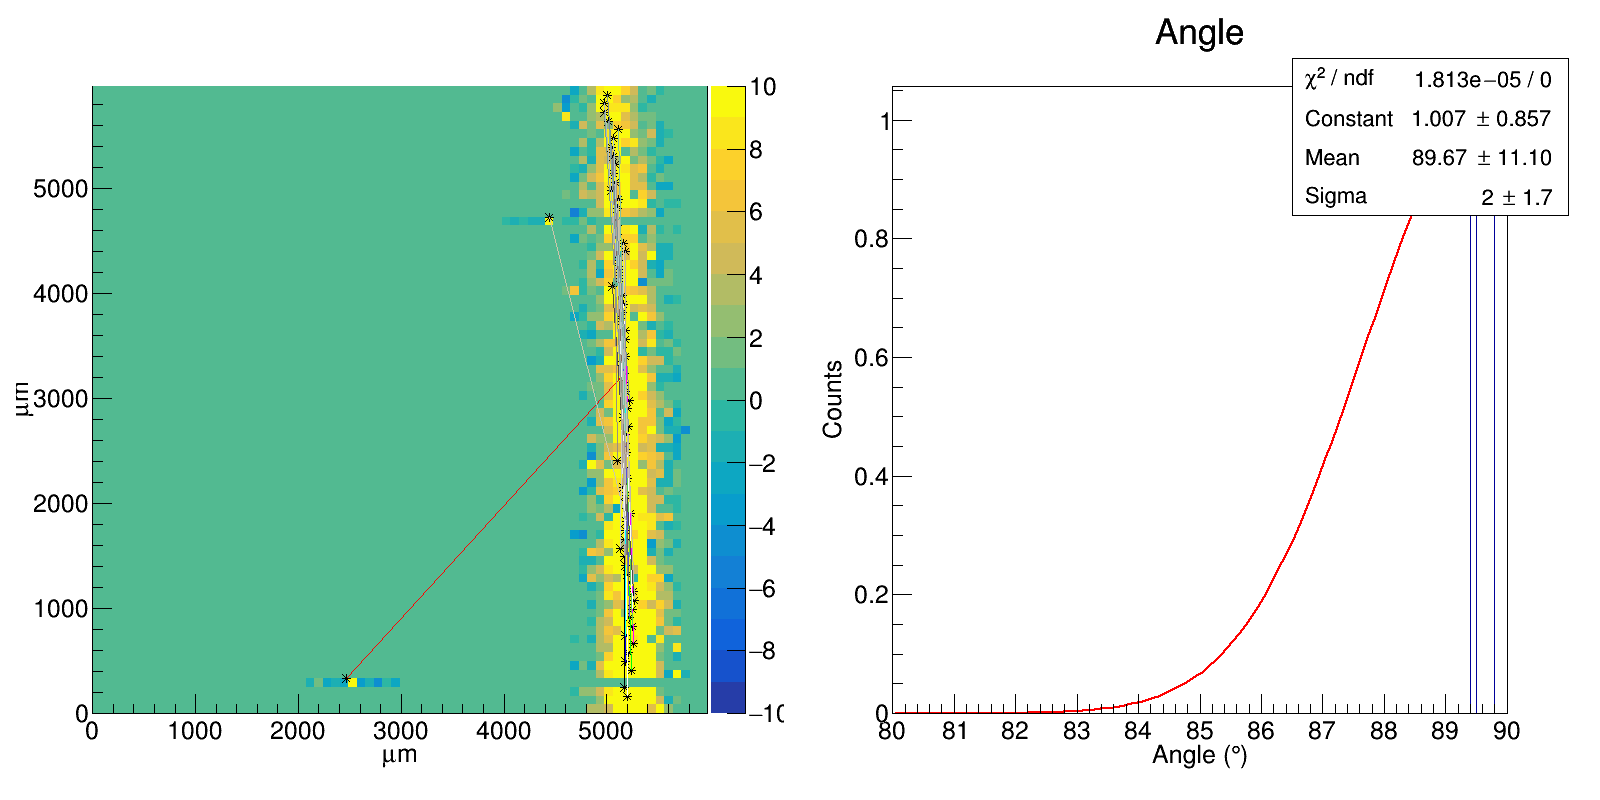 Angle
χ² / ndf 1.813e−05 / 0
Constant 1.007 ± 0.857
Mean 89.67 ± 11.10
Sigma 2 ± 1.7
10
8
6
4
2
0
−2
−4
−6
−8
−10
5000
4000
3000
2000
1000
0
μm
0 1000 2000 3000 4000 5000
μm
1
0.8
0.6
0.4
0.2
0
Counts
80 81 82 83 84 85 86 87 88 89 90
Angle (°)